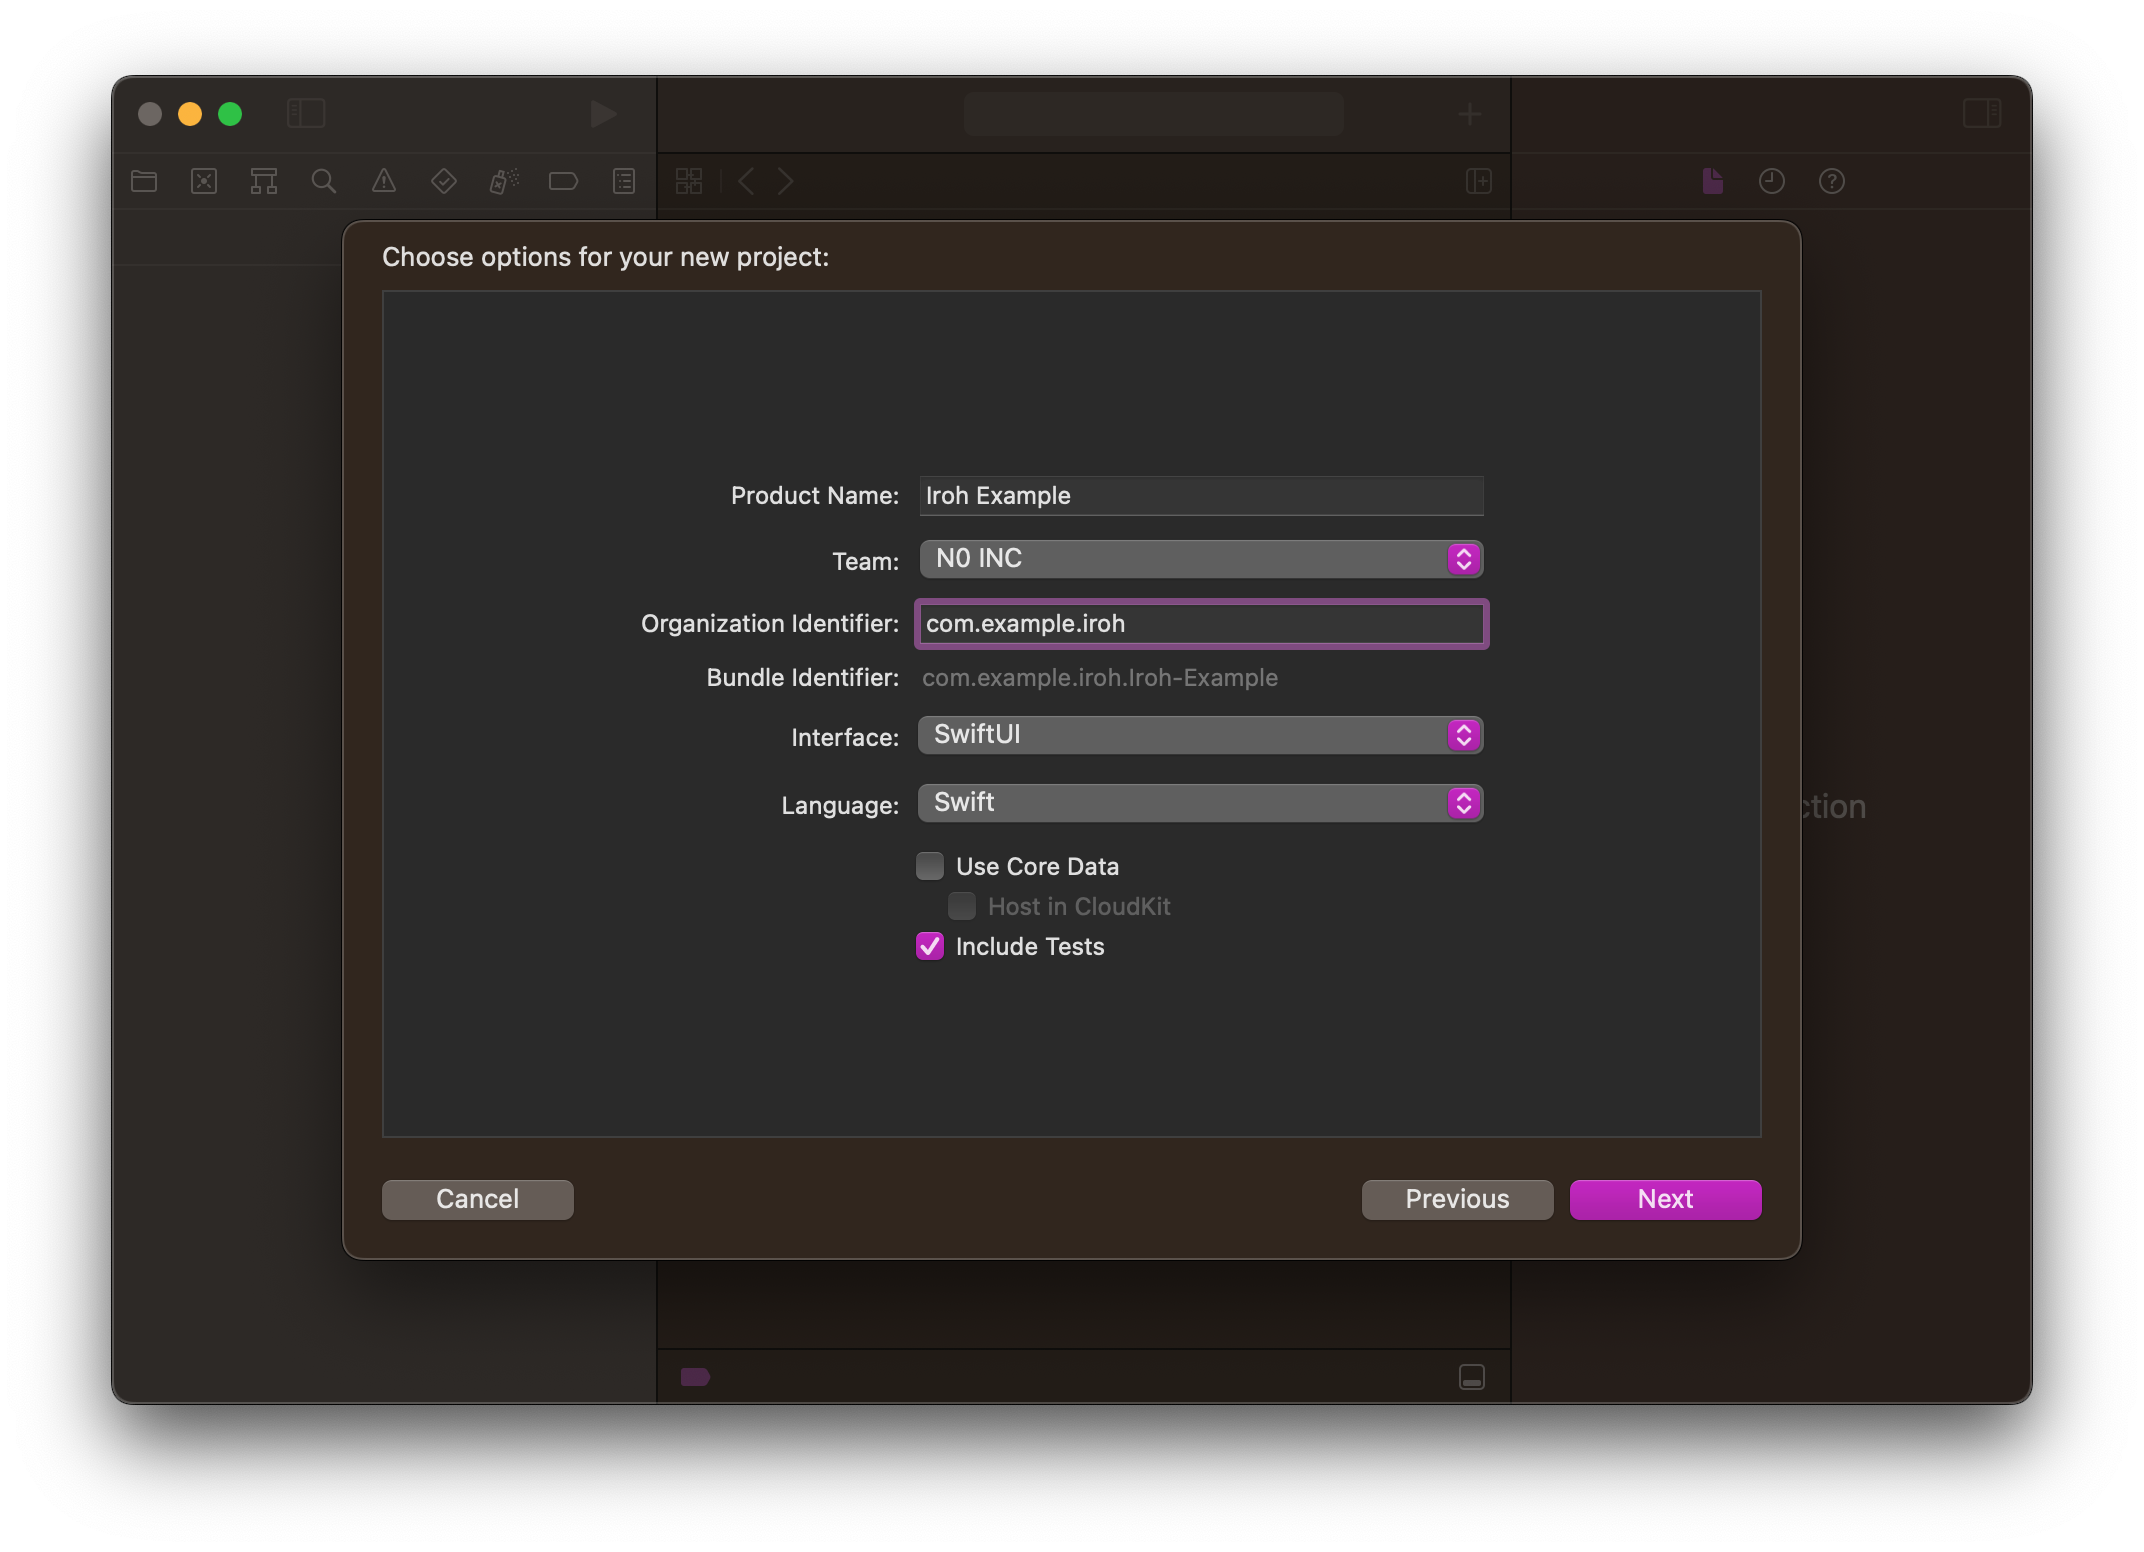 Choose options for your new project:
Product Name: Iroh Example
Team: N0 INC
Organization Identifier: com.example.iroh
Bundle Identifier: com.example.iroh.Iroh-Example
Interface: SwiftUI
Language: Swift
Use Core Data
Host in CloudKit
Include Tests
Cancel
Previous
Next